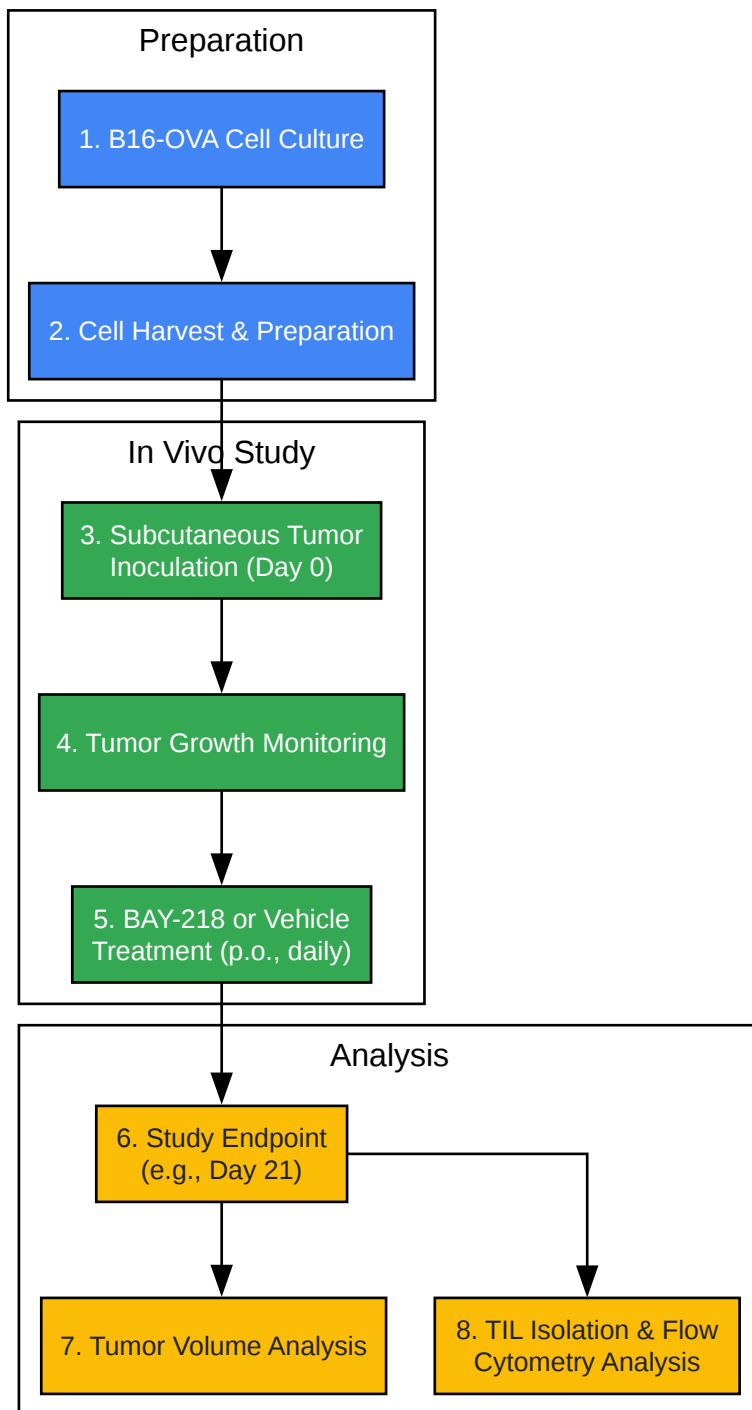 Preparation
1. B16-OVA Cell Culture
2. Cell Harvest & Preparation
In Vivo Study
3. Subcutaneous Tumor
Inoculation (Day 0)
4. Tumor Growth Monitoring
5. BAY-218 or Vehicle
Treatment (p.o., daily)
Analysis
6. Study Endpoint
(e.g., Day 21)
7. Tumor Volume Analysis
8. TIL Isolation & Flow
Cytometry Analysis